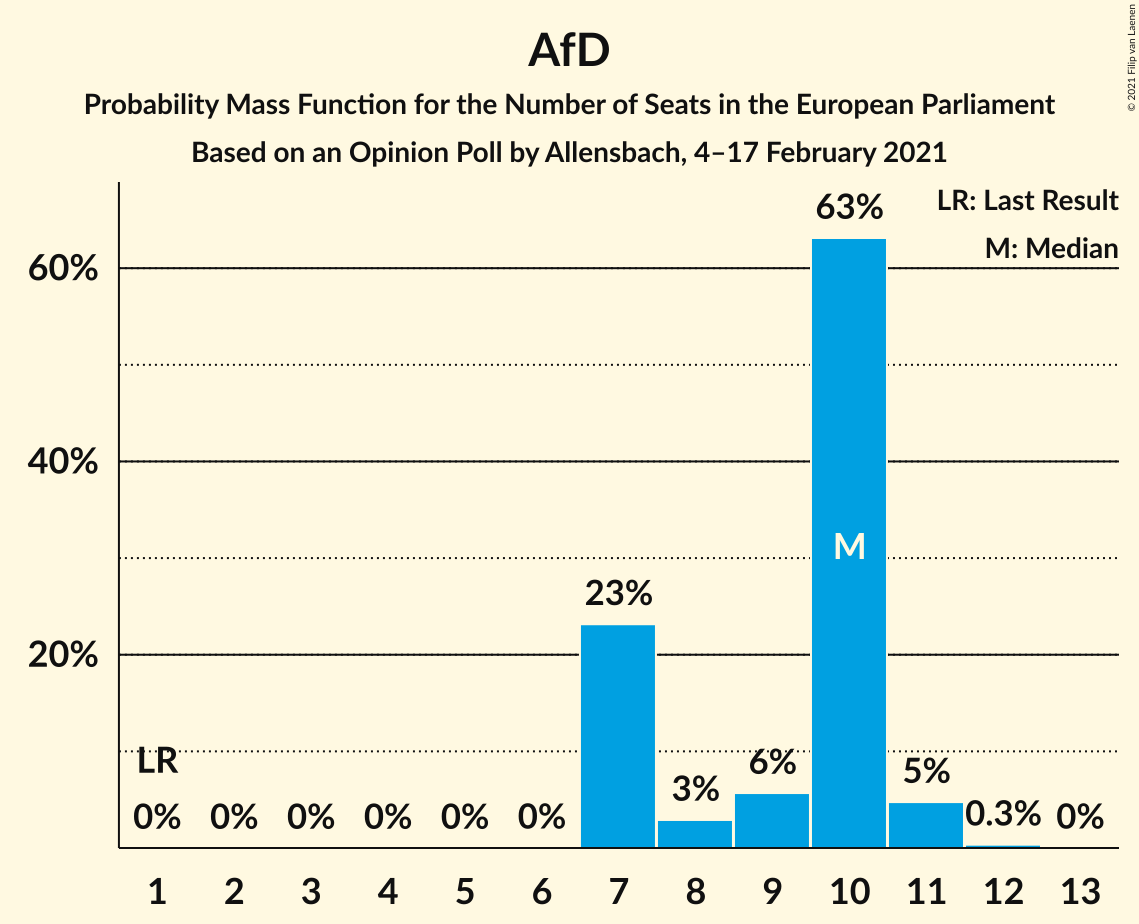 AfD
Probability Mass Function for the Number of Seats in the European Parliament
Based on an Opinion Poll by Allensbach, 4–17 February 2021
© 2021 Filip van Laenen
LR: Last Result
M: Median
60%
40%
20%
LR
0%
0%
0%
0%
0%
0%
23%
3%
6%
63%
M
5%
0.3%
0%
1 2 3 4 5 6 7 8 9 10 11 12 13